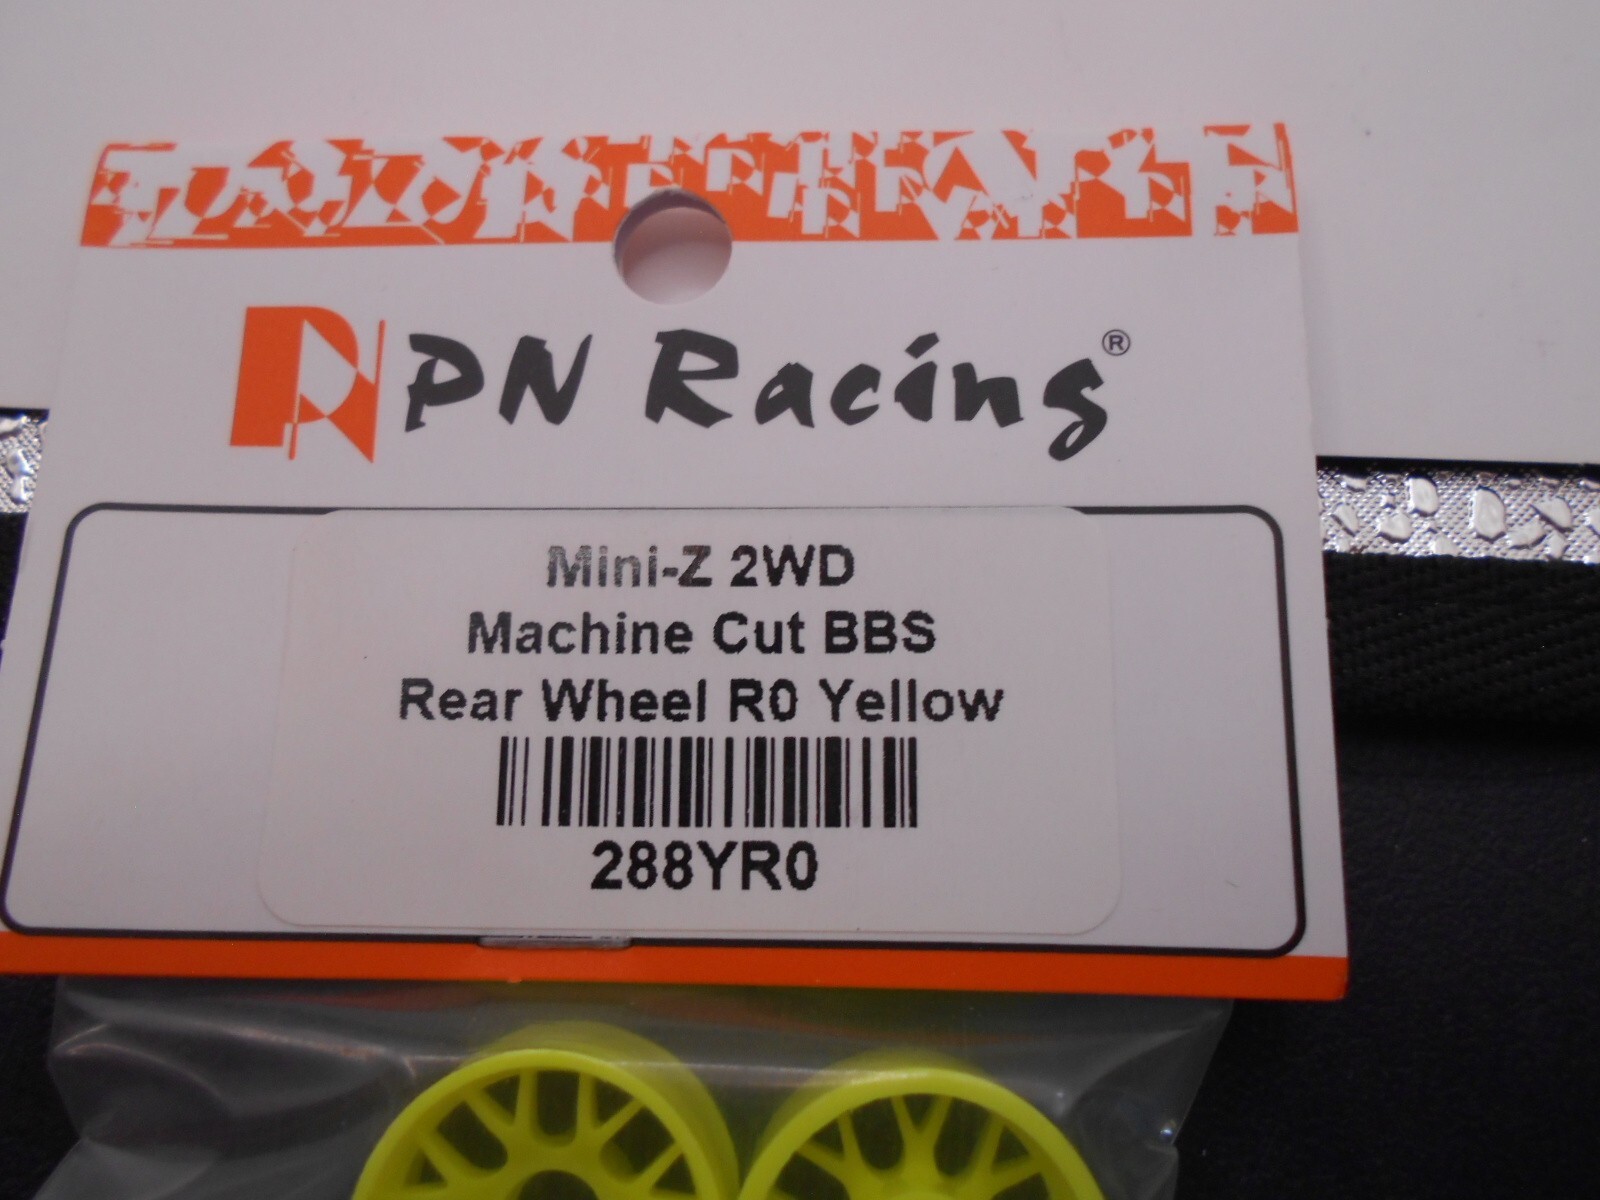 PN Racing®
Mini-Z 2WD
Machine Cut BBS
Rear Wheel R0 Yellow
288YR0